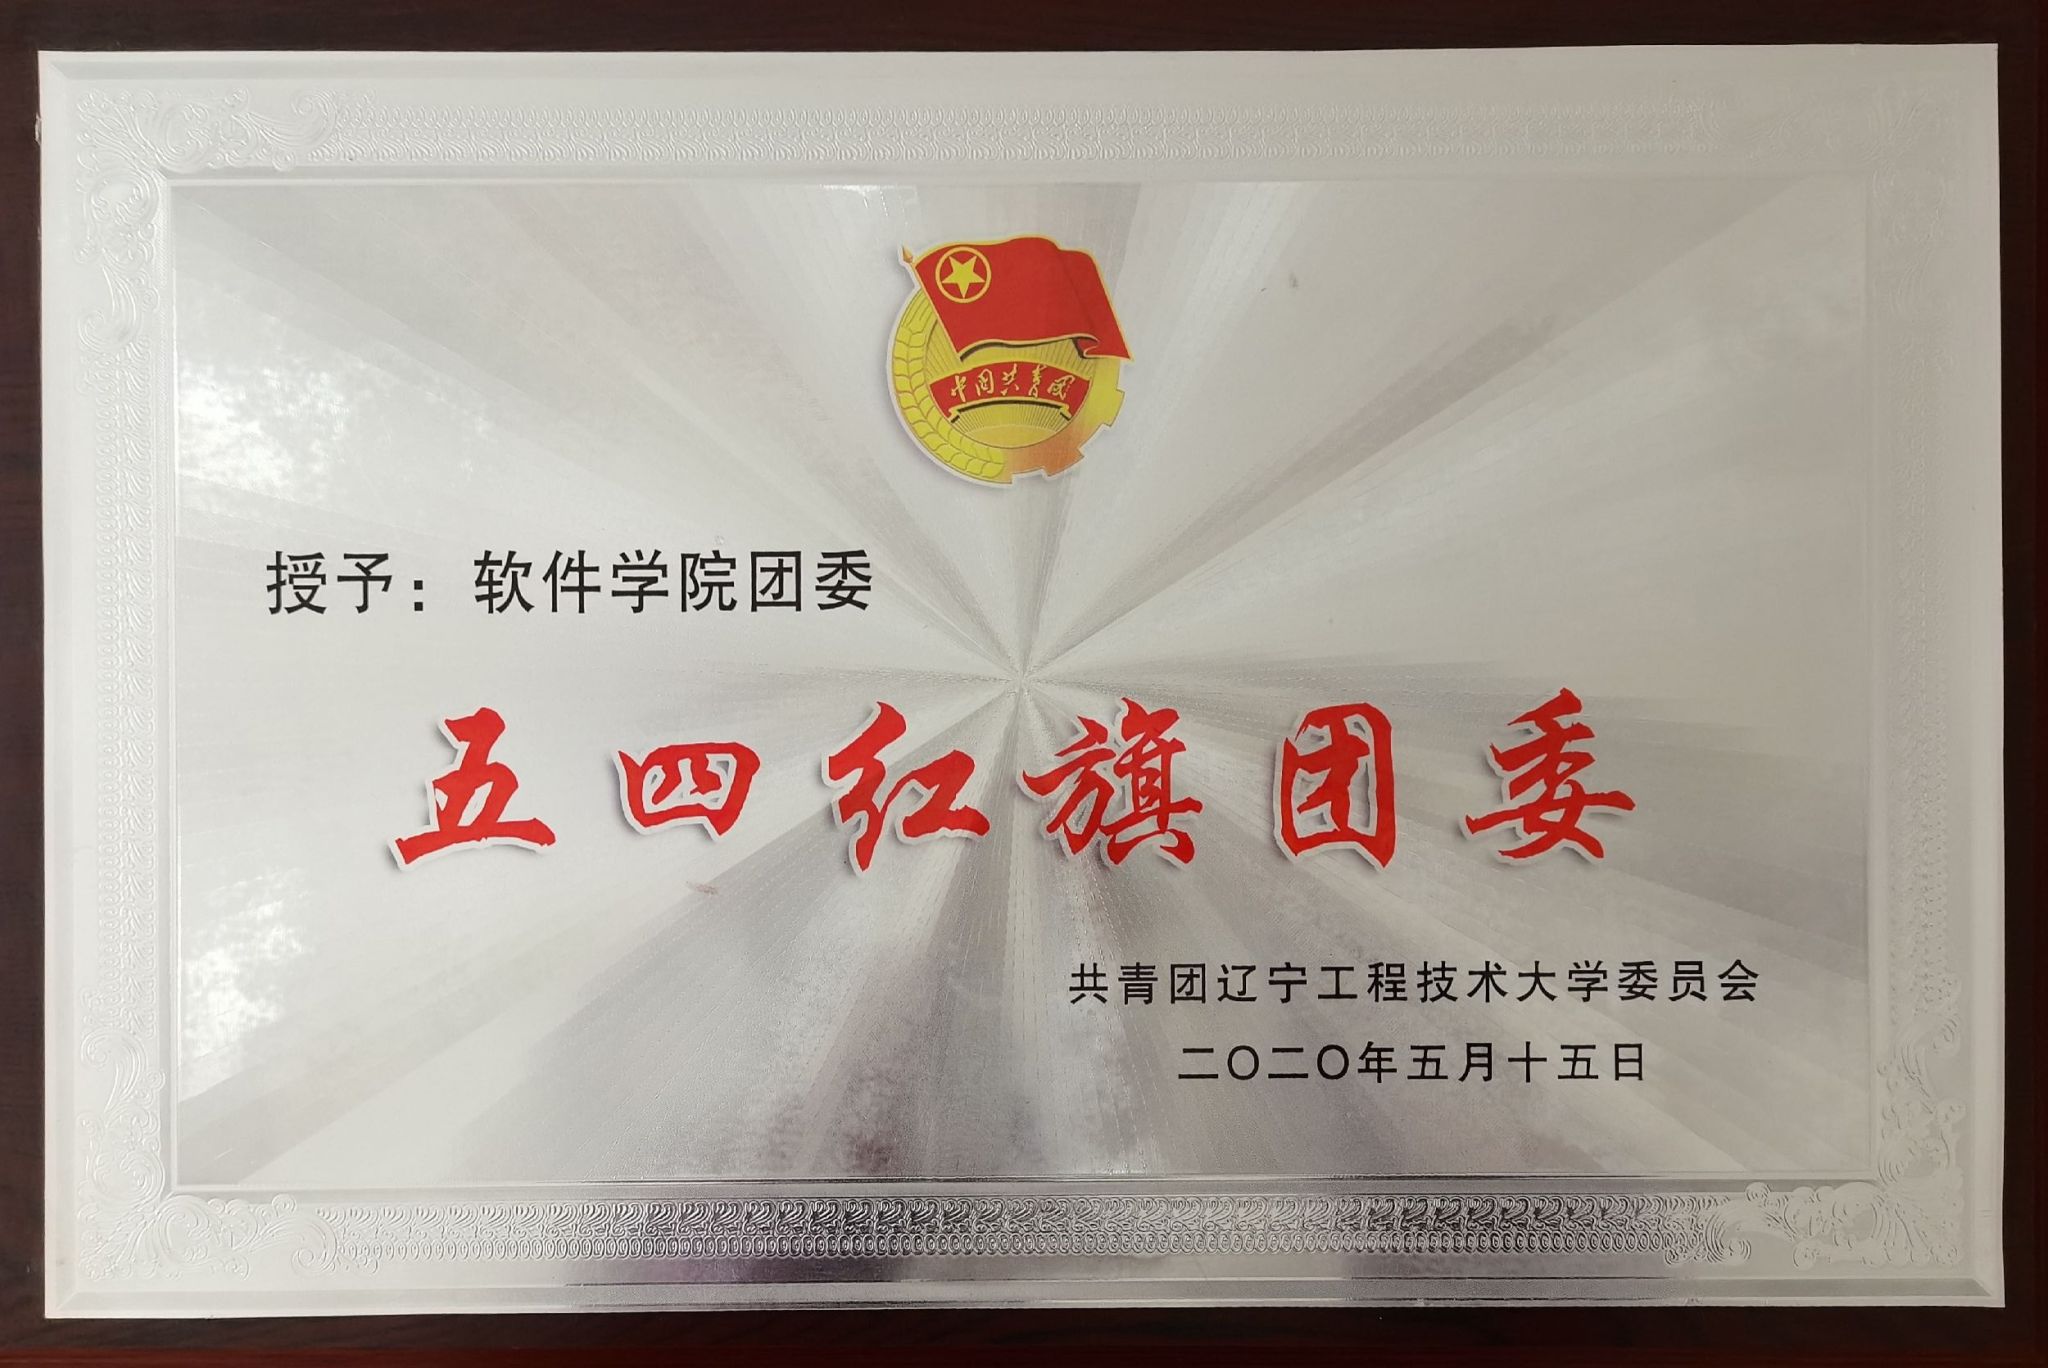 中国共青团
授予：软件学院团委
五四红旗团委
共青团辽宁工程技术大学委员会
二〇二〇年五月十五日